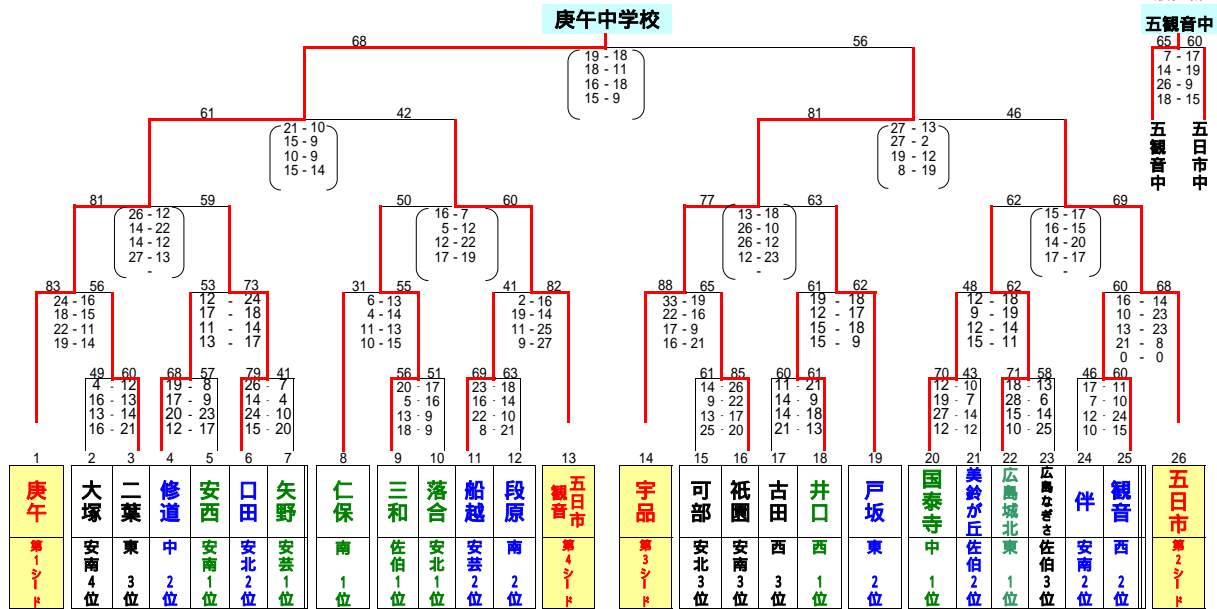 庚午中学校
五観音中
68
56
65 60
19 - 18
18 - 11
16 - 18
15 - 9
7 - 17
14 - 19
26 - 9
18 - 15
五観音中
五日市中
61
42
81
46
21 - 10
15 - 9
10 - 9
15 - 14
27 - 13
27 - 2
19 - 12
8 - 19
81
59
50
60
77
63
62
69
26 - 12
14 - 22
14 - 12
27 - 13
-
16 - 7
5 - 12
12 - 22
17 - 19
13 - 18
26 - 10
26 - 12
12 - 23
-
15 - 17
16 - 15
14 - 20
17 - 17
-
83 56
24 - 16
18 - 15
22 - 11
19 - 14
53 73
12 - 24
17 - 18
11 - 14
13 - 17
31 55
6 - 13
4 - 14
11 - 13
10 - 15
41 82
2 - 16
19 - 14
11 - 25
9 - 27
88 65
33 - 19
22 - 16
17 - 9
16 - 21
61 62
19 - 18
12 - 17
15 - 18
15 - 9
48 62
12 - 18
9 - 19
12 - 14
15 - 11
60 68
16 - 14
10 - 23
13 - 23
21 - 8
0 - 0
49 60
4 - 12
16 - 13
13 - 14
16 - 21
68 57
19 - 8
17 - 9
20 - 23
12 - 17
79 41
26 - 7
14 - 4
24 - 10
15 - 20
56 51
20 - 17
5 - 16
13 - 9
18 - 9
69 63
23 - 18
16 - 14
22 - 10
8 - 21
61 85
14 - 26
9 - 22
13 - 17
25 - 20
60 61
11 - 21
14 - 9
14 - 18
21 - 13
70 43
12 - 10
19 - 7
27 - 14
12 - 12
71 58
18 - 13
28 - 6
15 - 14
10 - 25
46 60
17 - 11
7 - 10
12 - 24
10 - 15
1 2 3 4 5 6 7 8 9 10 11 12 13 14 15 16 17 18 19 20 21 22 23 24 25 26
庚午
第1シード
大塚
安南4位
二葉
東 3位
修道
中 2位
安西
安南1位
口田
安北2位
矢野
安芸1位
仁保
南 1位
三和
佐伯1位
落合
安北1位
船越
安芸2位
段原
南 2位
五日市
観音
第4シード
宇品
第3シード
可部
安北3位
祇園
安南3位
古田
西 3位
井口
西 1位
戸坂
東 2位
国泰寺
中 1位
美鈴が丘
佐伯2位
広島城北
東 1位
広島なぎさ
佐伯3位
伴
安南2位
観音
西 2位
五日市
第2シード